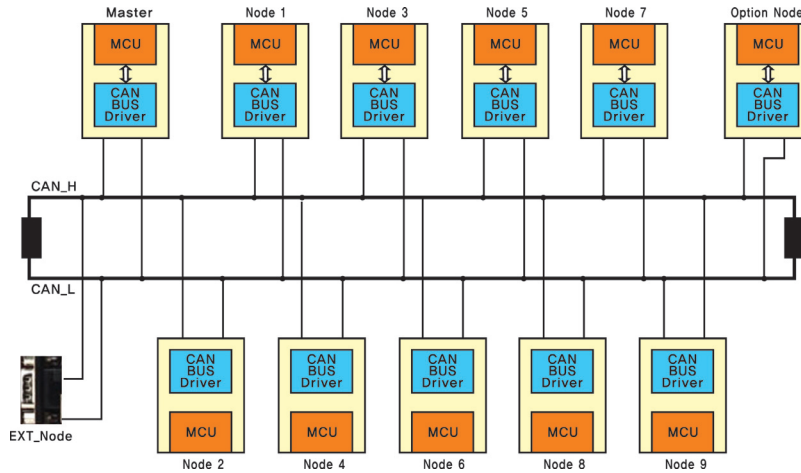 Master
Node 1
Node 3
Node 5
Node 7
Option Node
MCU
MCU
MCU
MCU
MCU
MCU
CAN
BUS
Driver
CAN
BUS
Driver
CAN
BUS
Driver
CAN
BUS
Driver
CAN
BUS
Driver
CAN
BUS
Driver
CAN_H
CAN_L
CAN
BUS
Driver
CAN
BUS
Driver
CAN
BUS
Driver
CAN
BUS
Driver
CAN
BUS
Driver
MCU
MCU
MCU
MCU
MCU
EXT_Node
Node 2
Node 4
Node 6
Node 8
Node 9